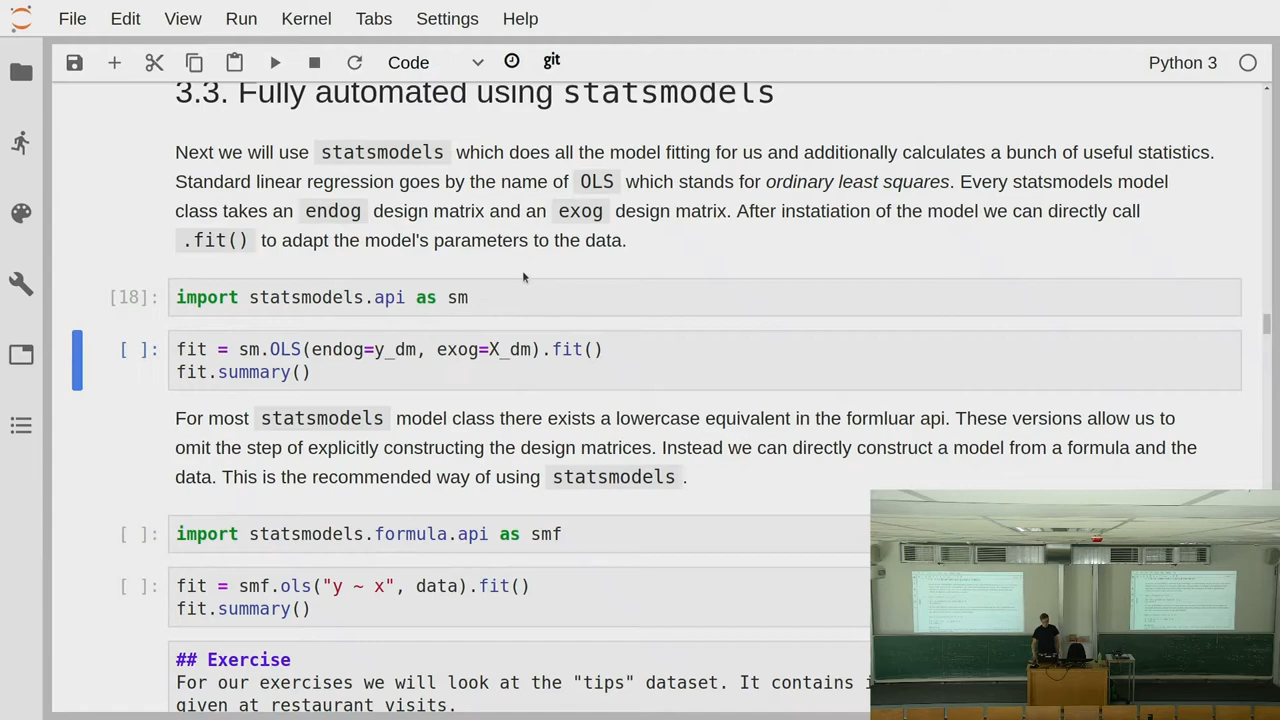 File Edit View Run Kernel Tabs Settings Help
Code git Python 3
3.3. Fully automated using statsmodels
Next we will use statsmodels which does all the model fitting for us and additionally calculates a bunch of useful statistics.
Standard linear regression goes by the name of OLS which stands for ordinary least squares. Every statsmodels model
class takes an endog design matrix and an exog design matrix. After instatiation of the model we can directly call
.fit() to adapt the model's parameters to the data.
[18]: import statsmodels.api as sm
[ ]: fit = sm.OLS(endog=y_dm, exog=X_dm).fit()
fit.summary()
For most statsmodels model class there exists a lowercase equivalent in the formluar api. These versions allow us to
omit the step of explicitly constructing the design matrices. Instead we can directly construct a model from a formula and the
data. This is the recommended way of using statsmodels.
[ ]: import statsmodels.formula.api as smf
[ ]: fit = smf.ols("y ~ x", data).fit()
fit.summary()
## Exercise
For our exercises we will look at the "tips" dataset. It contains
given at restaurant visits.